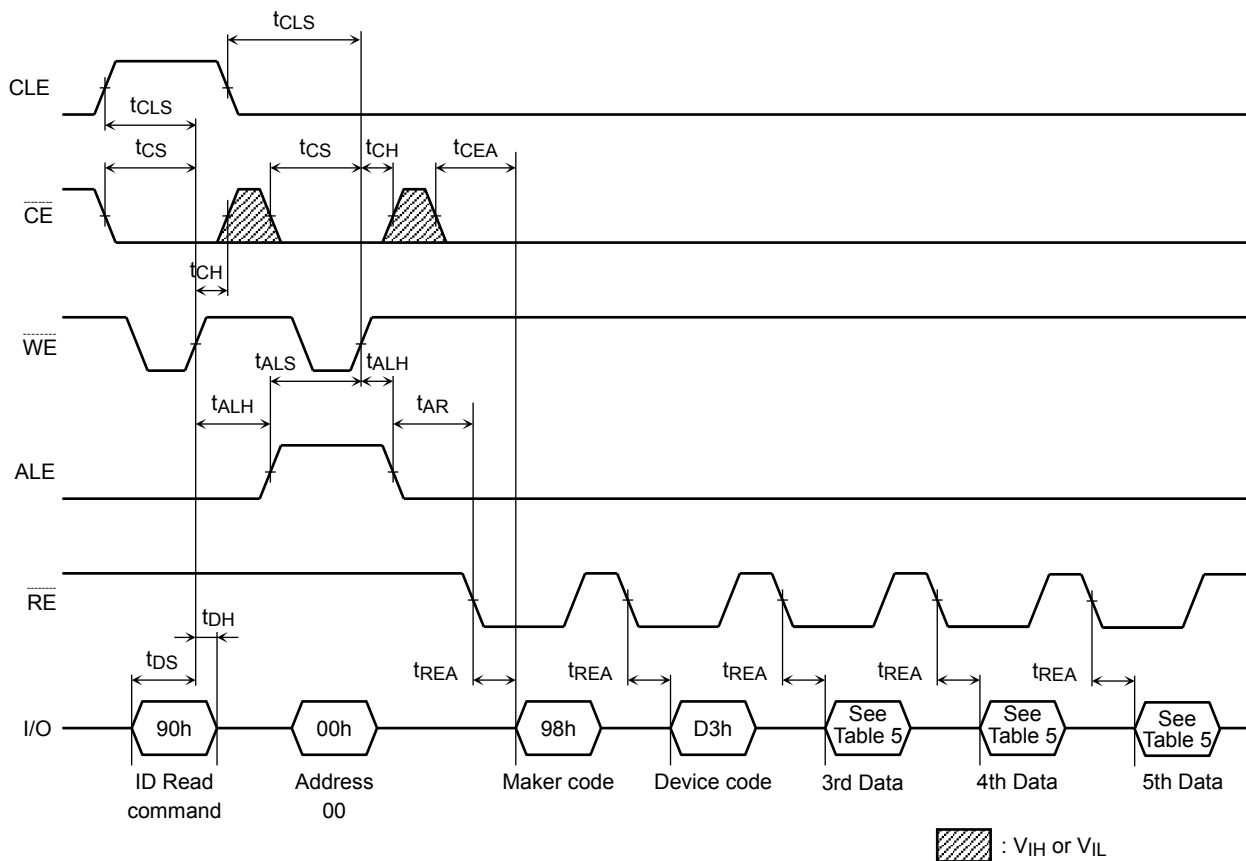 tCLS
CLE
tCLS
tCS tCS tCH tCEA
CE
tCH
WE
tALS tALH
tALH tAR
ALE
RE
tDH
tDS tREA tREA tREA tREA tREA
I/O 90h 00h 98h D3h See Table 5 See Table 5 See Table 5
ID Read command Address 00 Maker code Device code 3rd Data 4th Data 5th Data
: VIH or VIL